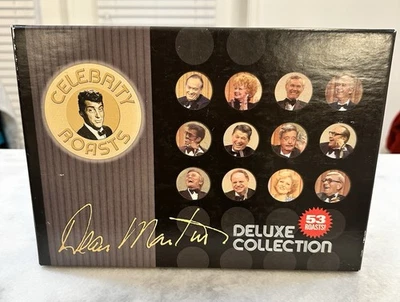 CELEBRITY
ROASTS
Dean Martin
DELUXE
COLLECTION
53
ROASTS!